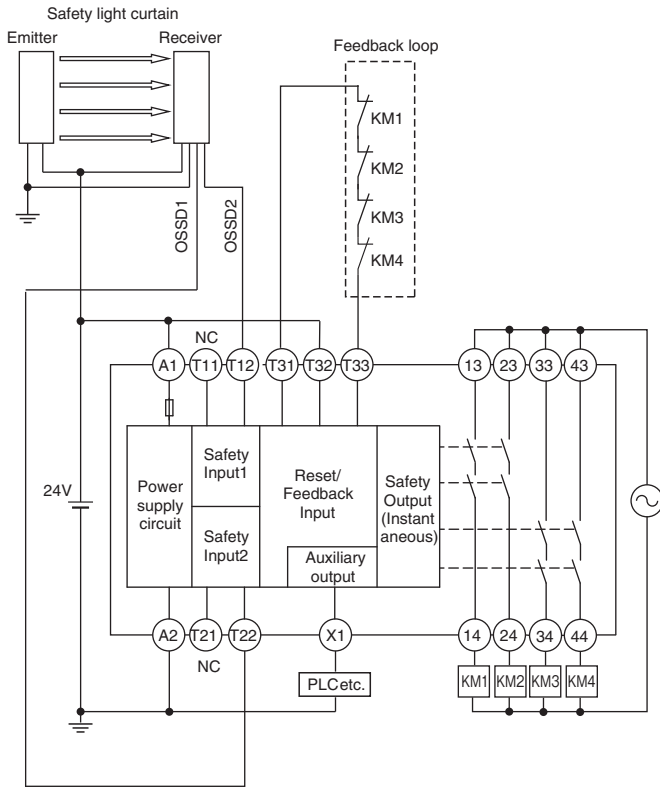 Safety light curtain
Emitter
Receiver
Feedback loop
KM1
KM2
KM3
KM4
OSSD1
OSSD2
NC
A1
T11
T12
T31
T32
T33
13
23
33
43
24V
Power
supply
circuit
Safety
Input1
Safety
Input2
Reset/
Feedback
Input
Auxiliary
output
Safety
Output
(Instant
aneous)
A2
T21
T22
X1
14
24
34
44
NC
PLC etc.
KM1
KM2
KM3
KM4